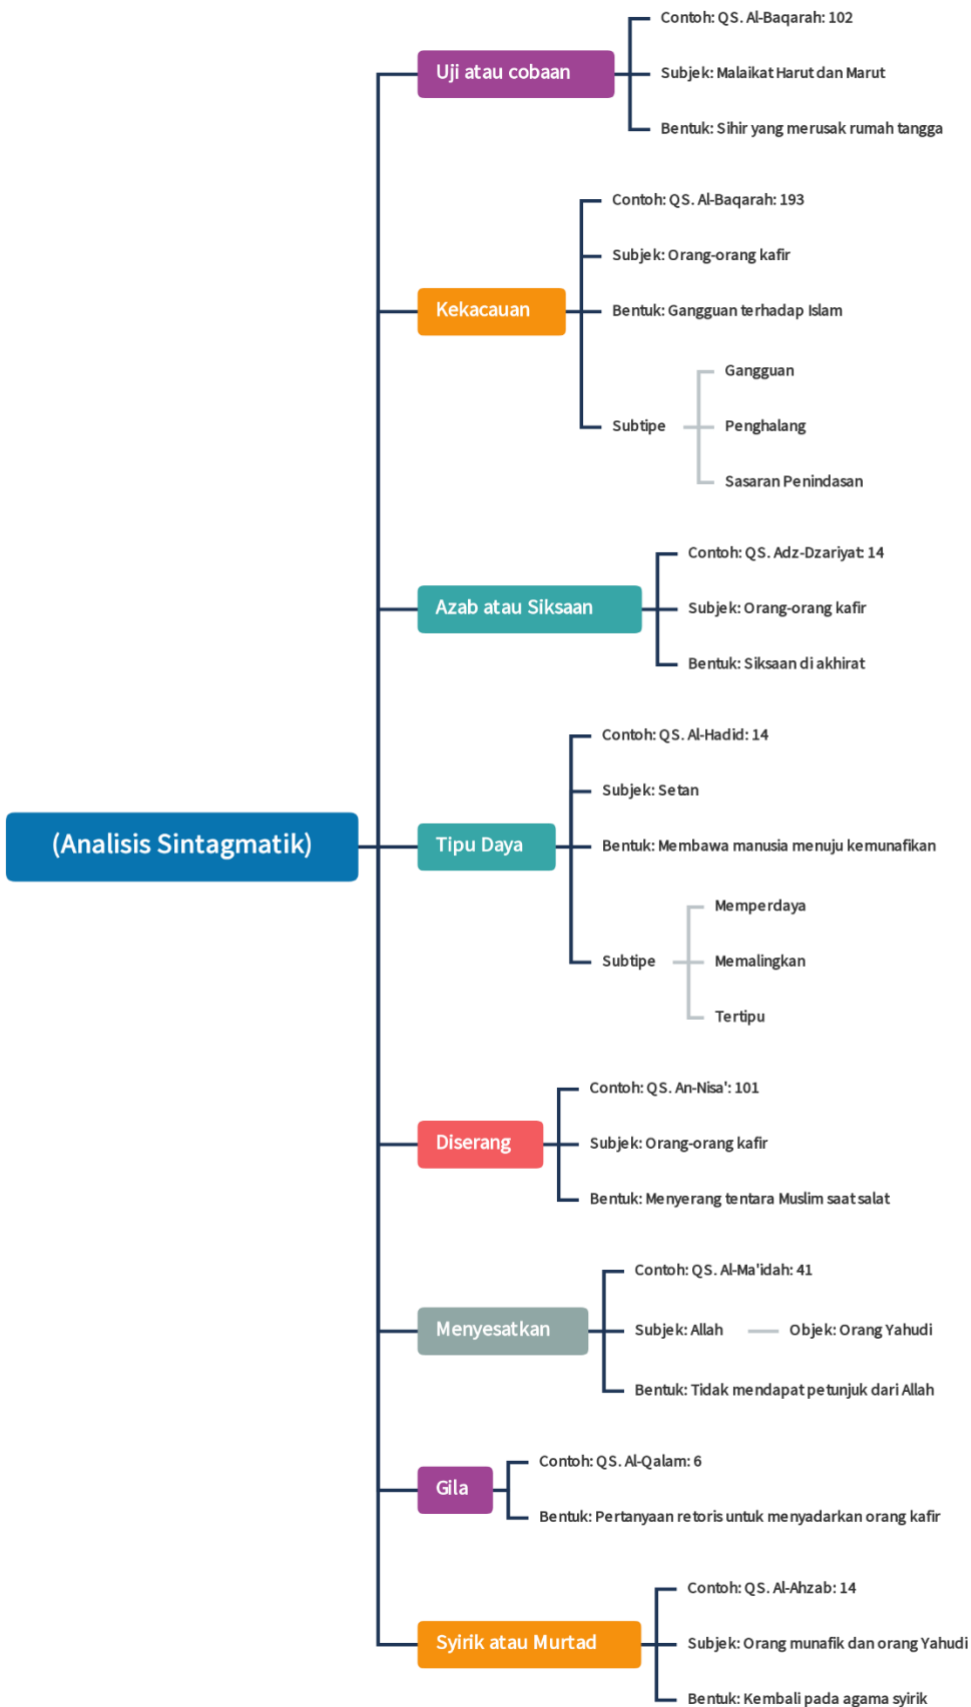 (Analisis Sintagmatik)
Uji atau cobaan
Contoh: QS. Al-Baqarah: 102
Subjek: Malaikat Harut dan Marut
Bentuk: Sihir yang merusak rumah tangga
Kekacauan
Contoh: QS. Al-Baqarah: 193
Subjek: Orang-orang kafir
Bentuk: Gangguan terhadap Islam
Subtipe
Gangguan
Penghalang
Sasaran Penindasan
Azab atau Siksaan
Contoh: QS. Adz-Dzariyat: 14
Subjek: Orang-orang kafir
Bentuk: Siksaan di akhirat
Tipu Daya
Contoh: QS. Al-Hadid: 14
Subjek: Setan
Bentuk: Membawa manusia menuju kemunafikan
Subtipe
Memperdaya
Memalingkan
Tertipu
Diserang
Contoh: QS. An-Nisa': 101
Subjek: Orang-orang kafir
Bentuk: Menyerang tentara Muslim saat salat
Menyesatkan
Contoh: QS. Al-Ma'idah: 41
Subjek: Allah
Objek: Orang Yahudi
Bentuk: Tidak mendapat petunjuk dari Allah
Gila
Contoh: QS. Al-Qalam: 6
Bentuk: Pertanyaan retoris untuk menyadarkan orang kafir
Syirik atau Murtad
Contoh: QS. Al-Ahzab: 14
Subjek: Orang munafik dan orang Yahudi
Bentuk: Kembali pada agama syirik